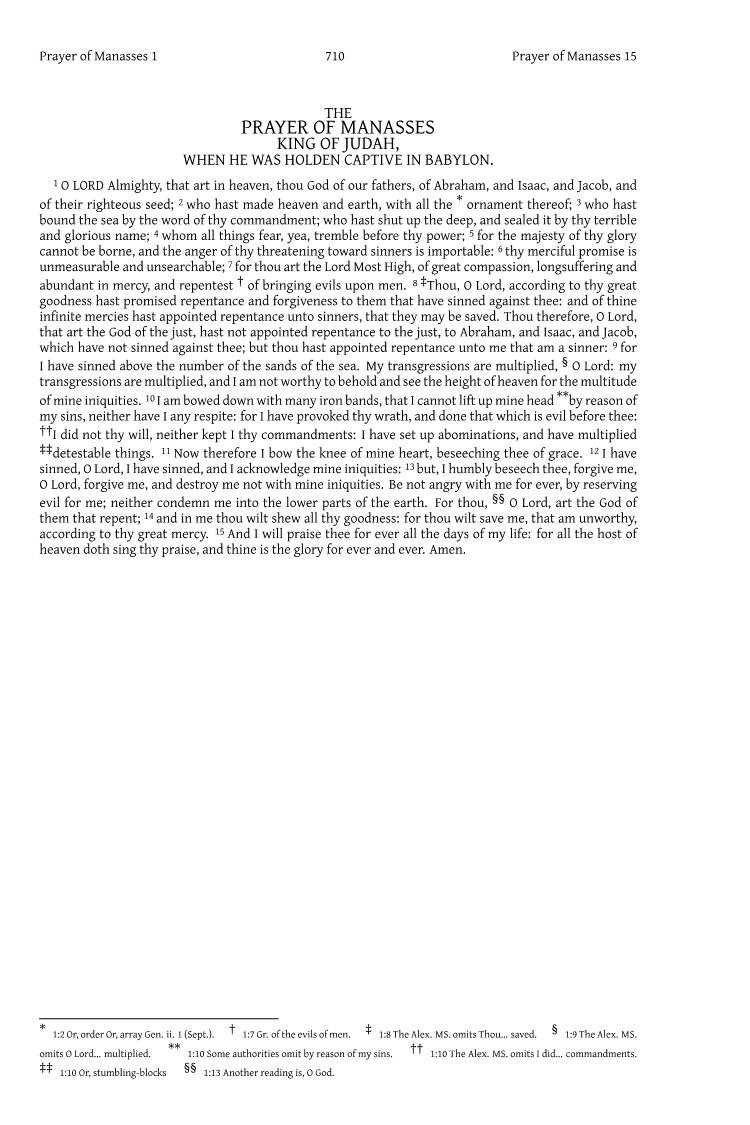 Prayer of Manasses 1 710 Prayer of Manasses 15
THE
PRAYER OF MANASSES
KING OF JUDAH,
WHEN HE WAS HOLDEN CAPTIVE IN BABYLON.
1 O LORD Almighty, that art in heaven, thou God of our fathers, of Abraham, and Isaac, and Jacob, and
of their righteous seed; 2 who hast made heaven and earth, with all the * ornament thereof; 3 who hast
bound the sea by the word of thy commandment; who hast shut up the deep, and sealed it by thy terrible
and glorious name; 4 whom all things fear, yea, tremble before thy power; 5 for the majesty of thy glory
cannot be borne, and the anger of thy threatening toward sinners is importable: 6 thy merciful promise is
unmeasurable and unsearchable; 7 for thou art the Lord Most High, of great compassion, longsuffering and
abundant in mercy, and repentest † of bringing evils upon men. 8 ‡Thou, O Lord, according to thy great
goodness hast promised repentance and forgiveness to them that have sinned against thee: and of thine
infinite mercies hast appointed repentance unto sinners, that they may be saved. Thou therefore, O Lord,
that art the God of the just, hast not appointed repentance to the just, to Abraham, and Isaac, and Jacob,
which have not sinned against thee; but thou hast appointed repentance unto me that am a sinner: 9 for
I have sinned above the number of the sands of the sea. My transgressions are multiplied, § O Lord: my
transgressions are multiplied, and I am not worthy to behold and see the height of heaven for the multitude
of mine iniquities. 10 I am bowed down with many iron bands, that I cannot lift up mine head **by reason of
my sins, neither have I any respite: for I have provoked thy wrath, and done that which is evil before thee:
††I did not thy will, neither kept I thy commandments: I have set up abominations, and have multiplied
‡‡detestable things. 11 Now therefore I bow the knee of mine heart, beseeching thee of grace. 12 I have
sinned, O Lord, I have sinned, and I acknowledge mine iniquities: 13 but, I humbly beseech thee, forgive me,
O Lord, forgive me, and destroy me not with mine iniquities. Be not angry with me for ever, by reserving
evil for me; neither condemn me into the lower parts of the earth. For thou, §§ O Lord, art the God of
them that repent; 14 and in me thou wilt shew all thy goodness: for thou wilt save me, that am unworthy,
according to thy great mercy. 15 And I will praise thee for ever all the days of my life: for all the host of
heaven doth sing thy praise, and thine is the glory for ever and ever. Amen.
* 1:2 Or, order Or, array Gen. ii. 1 (Sept.). † 1:7 Gr. of the evils of men. ‡ 1:8 The Alex. MS. omits Thou... saved. § 1:9 The Alex. MS.
omits O Lord... multiplied. ** 1:10 Some authorities omit by reason of my sins. †† 1:10 The Alex. MS. omits I did... commandments.
‡‡ 1:10 Or, stumbling-blocks §§ 1:13 Another reading is, O God.